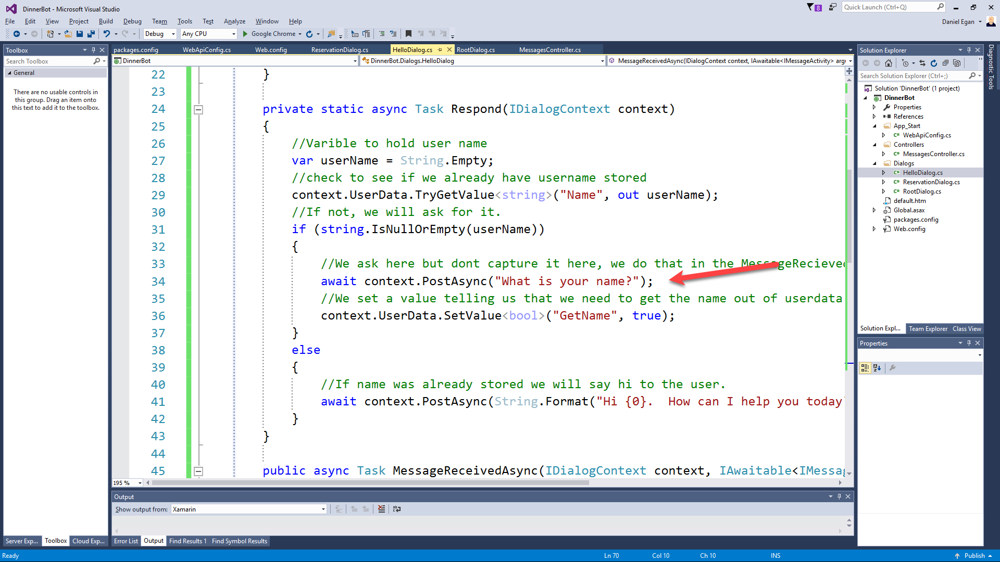 DinnerBot - Microsoft Visual Studio
8
Quick Launch (Ctrl+Q)
File Edit View Project Build Debug Team Tools Test Analyze Window Help
Daniel Egan
Debug Any CPU Google Chrome
Toolbox
Search Toolbox
General
There are no usable controls in
this group. Drag an item onto
this text to add it to the toolbox.
packages.config WebApiConfig.cs Web.config ReservationDialog.cs HelloDialog.cs RootDialog.cs MessagesController.cs
DinnerBot DinnerBot.Dialogs.HelloDialog MessageReceivedAsync(IDialogContext context, IAwaitable<IMessageActivity> argu
22 }
23
24 private static async Task Respond(IDialogContext context)
25 {
26 //Varible to hold user name
27 var userName = String.Empty;
28 //check to see if we already have username stored
29 context.UserData.TryGetValue<string>("Name", out userName);
30 //If not, we will ask for it.
31 if (string.IsNullOrEmpty(userName))
32 {
33 //We ask here but dont capture it here, we do that in the MessageRecieved
34 await context.PostAsync("What is your name?");
35 //We set a value telling us that we need to get the name out of userdata
36 context.UserData.SetValue<bool>("GetName", true);
37 }
38 else
39 {
40 //If name was already stored we will say hi to the user.
41 await context.PostAsync(String.Format("Hi {0}.  How can I help you today
42 }
43 }
44
45 public async Task MessageReceivedAsync(IDialogContext context, IAwaitable<IMessag
195 %
Output
Show output from: Xamarin
Server Exp... Toolbox Cloud Exp...
Error List Output Find Results 1 Find Symbol Results
Solution Explorer
Search Solution Explorer (Ctrl+;)
Solution 'DinnerBot' (1 project)
DinnerBot
Properties
References
App_Start
C# WebApiConfig.cs
Controllers
C# MessagesController.cs
Dialogs
C# HelloDialog.cs
C# ReservationDialog.cs
C# RootDialog.cs
default.htm
Global.asax
packages.config
Web.config
Solution Expl... Team Explorer Class View
Properties
Diagnostic Tools
Ready Ln 70 Col 10 Ch 10 INS Publish